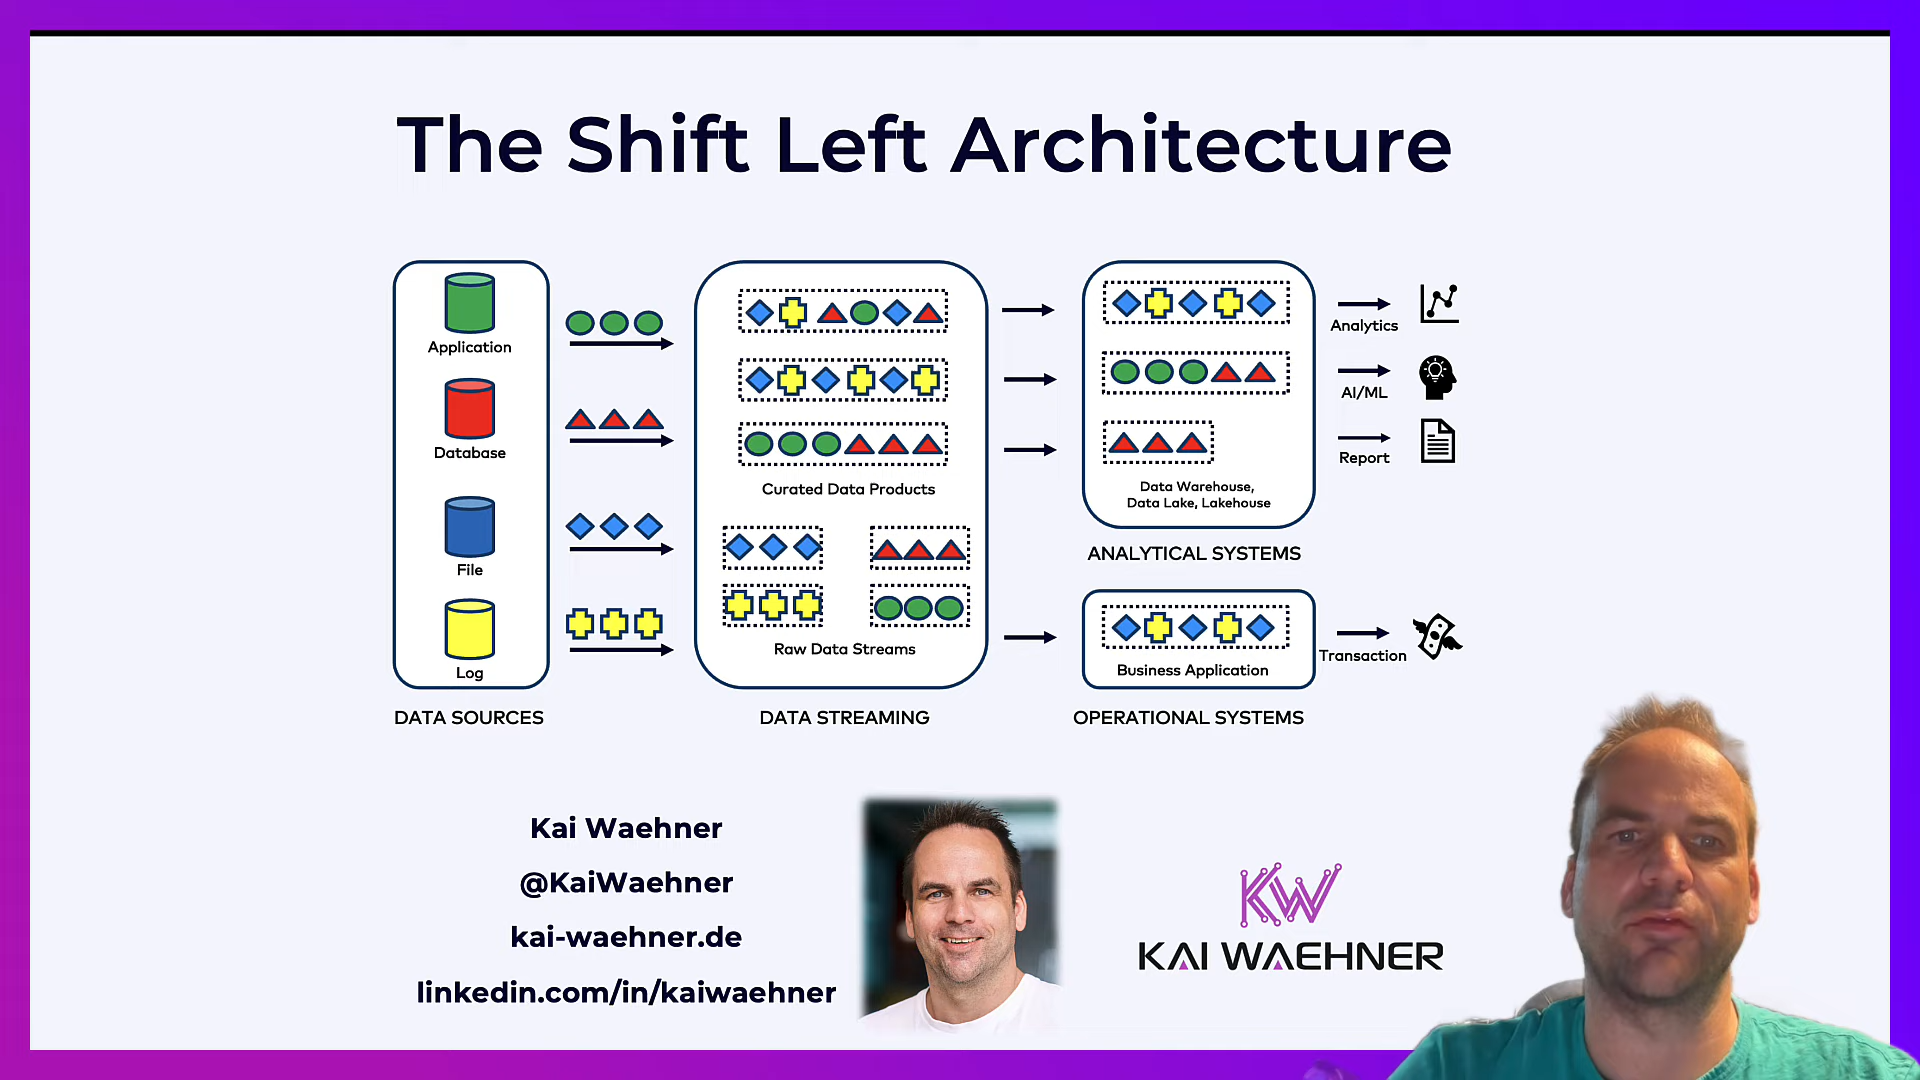 The Shift Left Architecture
Application
Database
File
Log
DATA SOURCES
Curated Data Products
Raw Data Streams
DATA STREAMING
Data Warehouse,
Data Lake, Lakehouse
ANALYTICAL SYSTEMS
Business Application
OPERATIONAL SYSTEMS
Analytics
AI/ML
Report
Transaction
Kai Waehner
@KaiWaehner
kai-waehner.de
linkedin.com/in/kaiwaehner
KW
KAI WAEHNER